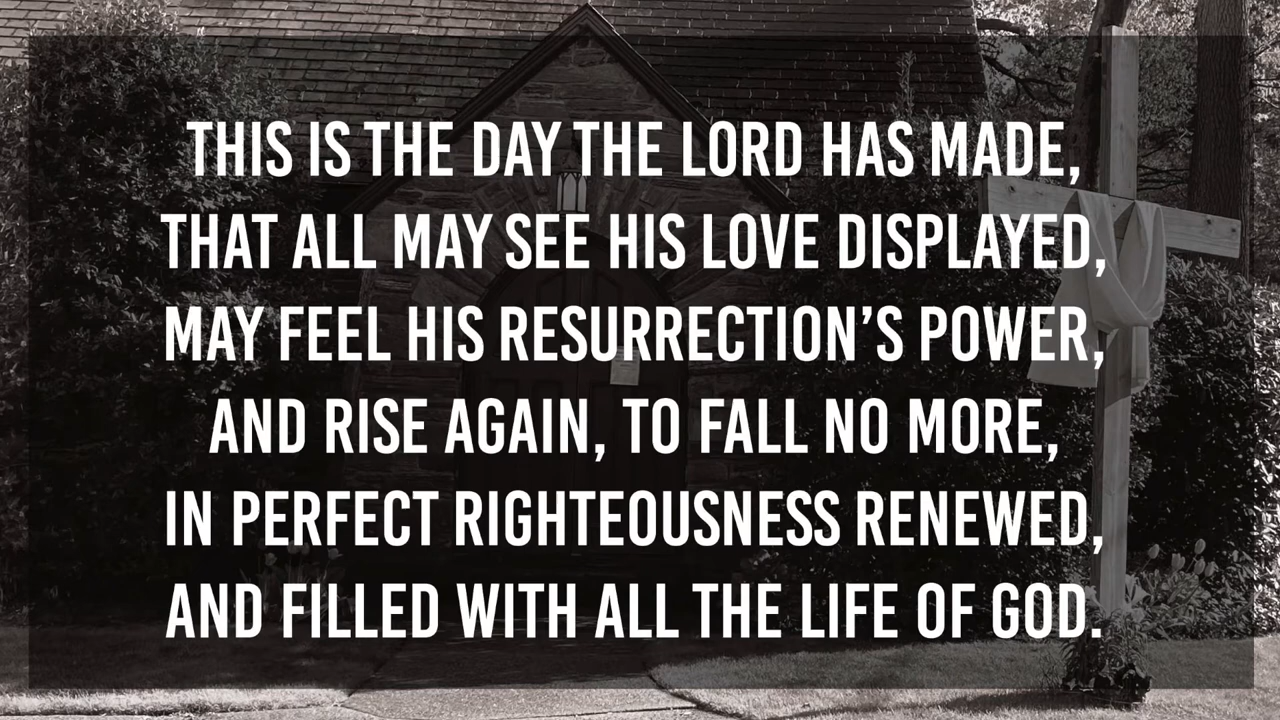 THIS IS THE DAY THE LORD HAS MADE,
THAT ALL MAY SEE HIS LOVE DISPLAYED,
MAY FEEL HIS RESURRECTION’S POWER,
AND RISE AGAIN, TO FALL NO MORE,
IN PERFECT RIGHTEOUSNESS RENEWED,
AND FILLED WITH ALL THE LIFE OF GOD.